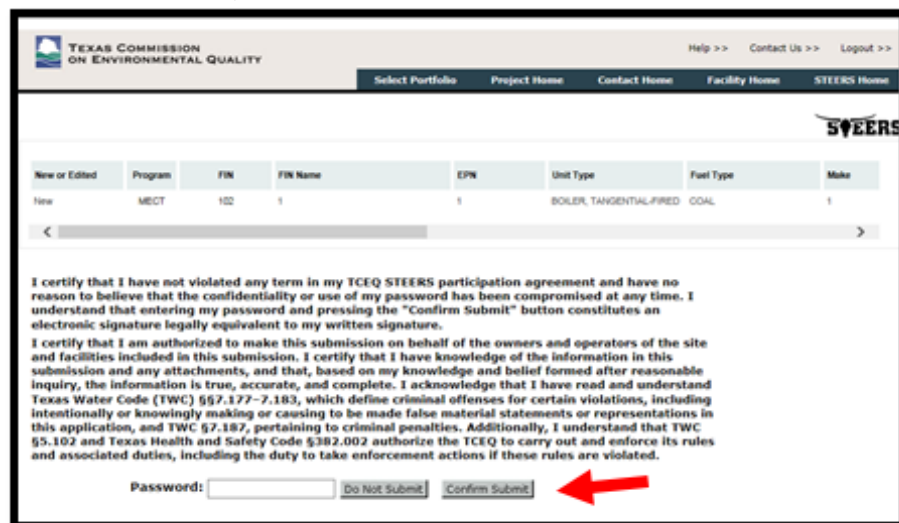 TEXAS COMMISSION
ON ENVIRONMENTAL QUALITY
Help >> Contact Us >> Logout >>
Select Portfolio Project Home Contact Home Facility Home STEERS Home
STEERS
New or Edited Program FIN FIN Name EPN Unit Type Fuel Type Make
New MECT 102 1 1 BOILER, TANGENTIAL-FIRED COAL 1
I certify that I have not violated any term in my TCEQ STEERS participation agreement and have no
reason to believe that the confidentiality or use of my password has been compromised at any time. I
understand that entering my password and pressing the "Confirm Submit" button constitutes an
electronic signature legally equivalent to my written signature.
I certify that I am authorized to make this submission on behalf of the owners and operators of the site
and facilities included in this submission. I certify that I have knowledge of the information in this
submission and any attachments, and that, based on my knowledge and belief formed after reasonable
inquiry, the information is true, accurate, and complete. I acknowledge that I have read and understand
Texas Water Code (TWC) §§7.177–7.183, which define criminal offenses for certain violations, including
intentionally or knowingly making or causing to be made false material statements or representations in
this application, and TWC §7.187, pertaining to criminal penalties. Additionally, I understand that TWC
§5.102 and Texas Health and Safety Code §382.002 authorize the TCEQ to carry out and enforce its rules
and associated duties, including the duty to take enforcement actions if these rules are violated.
Password: Do Not Submit Confirm Submit